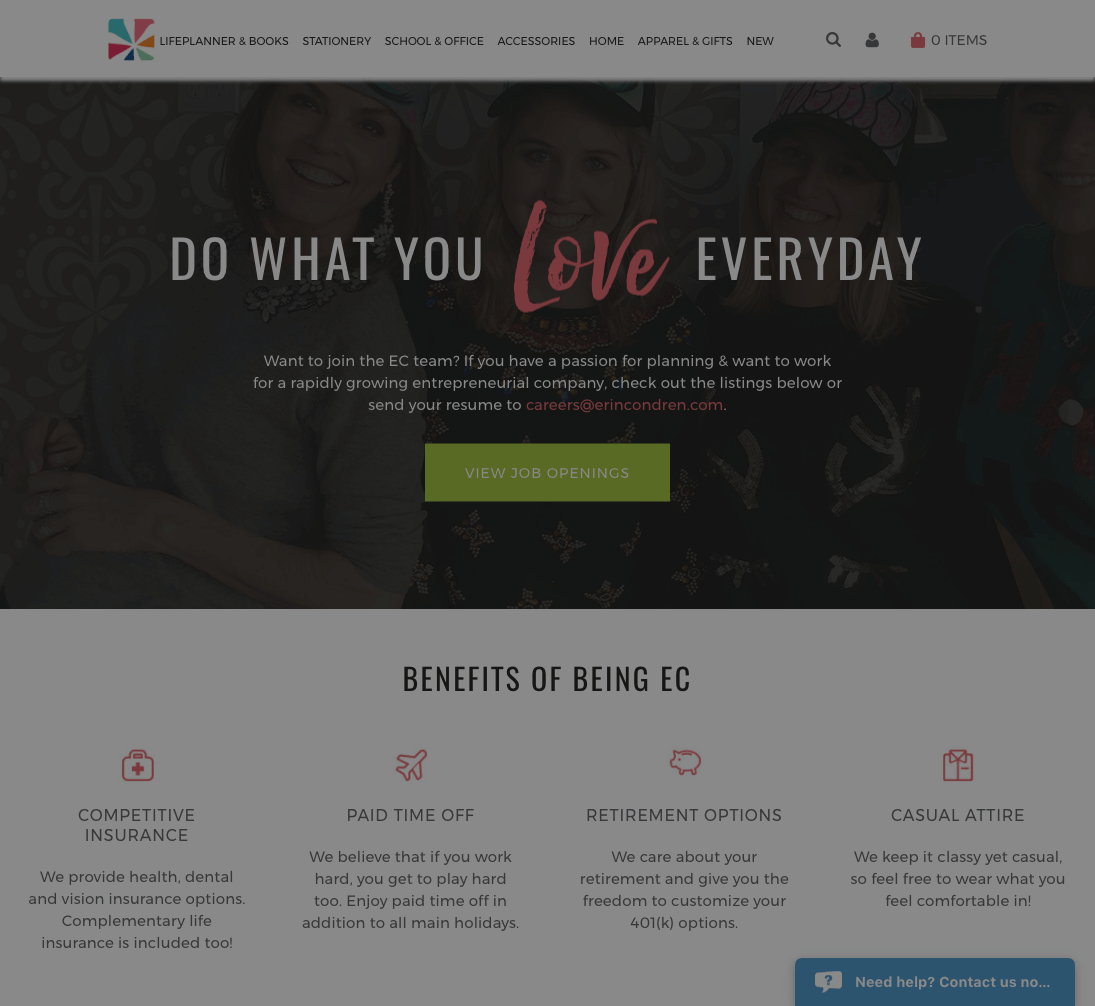 LIFEPLANNER & BOOKS STATIONERY SCHOOL & OFFICE ACCESSORIES HOME APPAREL & GIFTS NEW 0 ITEMS
DO WHAT YOU Love EVERYDAY
Want to join the EC team? If you have a passion for planning & want to work
for a rapidly growing entrepreneurial company, check out the listings below or
send your resume to careers@erincondren.com.
VIEW JOB OPENINGS
BENEFITS OF BEING EC
COMPETITIVE
INSURANCE
We provide health, dental
and vision insurance options.
Complementary life
insurance is included too!
PAID TIME OFF
We believe that if you work
hard, you get to play hard
too. Enjoy paid time off in
addition to all main holidays.
RETIREMENT OPTIONS
We care about your
retirement and give you the
freedom to customize your
401(k) options.
CASUAL ATTIRE
We keep it classy yet casual,
so feel free to wear what you
feel comfortable in!
Need help? Contact us no...